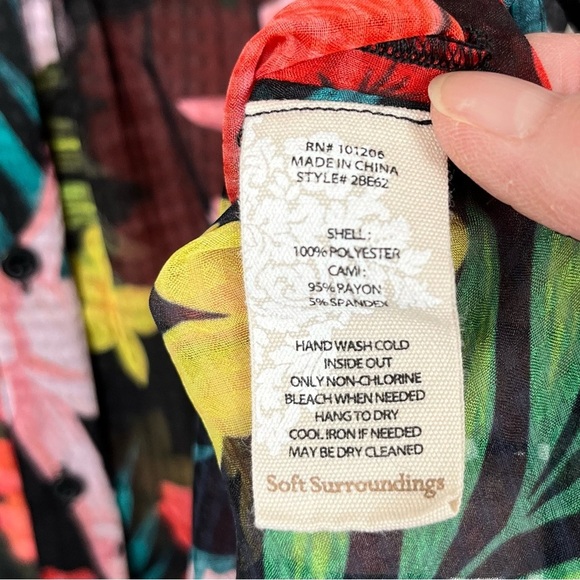 RN# 101206
MADE IN CHINA
STYLE# 2BE62
SHELL:
100% POLYESTER
CAMI:
95% RAYON
5% SPANDEX
HAND WASH COLD
INSIDE OUT
ONLY NON-CHLORINE
BLEACH WHEN NEEDED
HANG TO DRY
COOL IRON IF NEEDED
MAY BE DRY CLEANED
Soft Surroundings